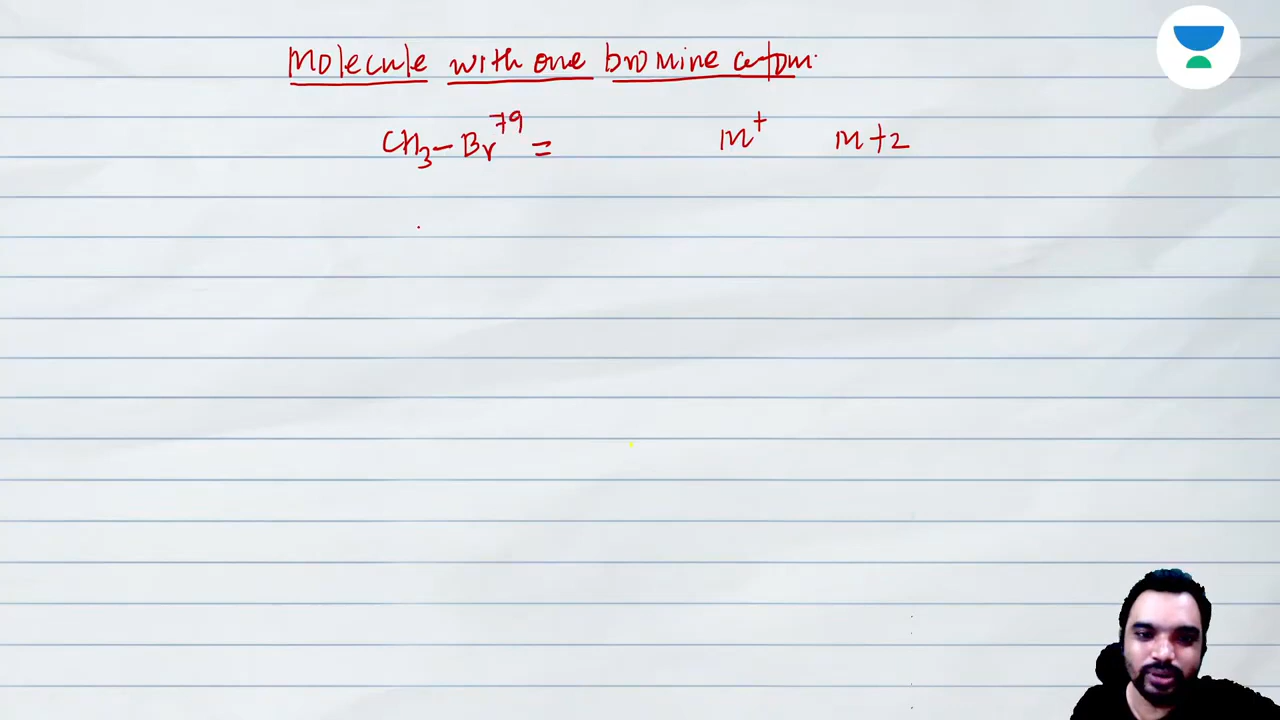 Molecule with one bromine atom.
CH₃–Br⁷⁹ = m⁺ m+2